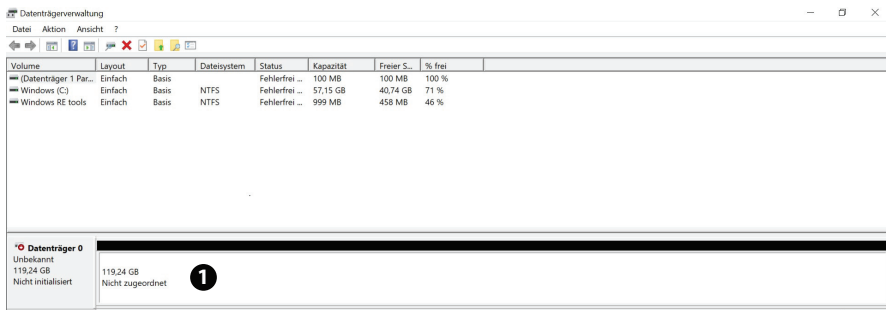 Datenträgerverwaltung
Datei Aktion Ansicht ?
Volume Layout Typ Dateisystem Status Kapazität Freier S... % frei
(Datenträger 1 Par... Einfach Basis Fehlerfrei ... 100 MB 100 MB 100 %
Windows (C:) Einfach Basis NTFS Fehlerfrei ... 57,15 GB 40,74 GB 71 %
Windows RE tools Einfach Basis NTFS Fehlerfrei ... 999 MB 458 MB 46 %
Datenträger 0
Unbekannt
119,24 GB
Nicht initialisiert
119,24 GB
Nicht zugeordnet
1